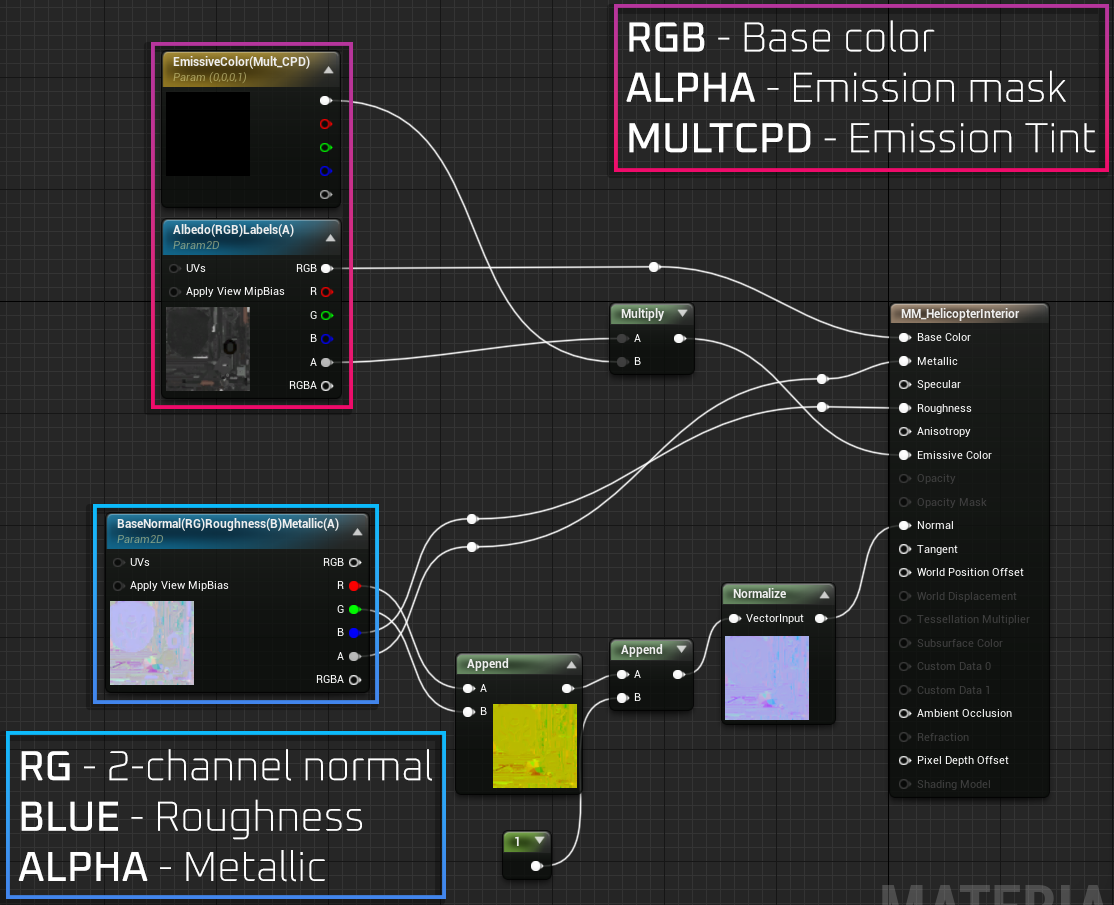 RGB - Base color
ALPHA - Emission mask
MULTCPD - Emission Tint
EmissiveColor(Mult_CPD)
Param (0,0,0,1)
Albedo(RGB)Labels(A)
Param2D
UVs
RGB
Apply View MipBias
R
G
B
A
RGBA
Multiply
A
B
MM_HelicopterInterior
Base Color
Metallic
Specular
Roughness
Anisotropy
Emissive Color
Opacity
Opacity Mask
Normal
Tangent
World Position Offset
World Displacement
Tessellation Multiplier
Subsurface Color
Custom Data 0
Custom Data 1
Ambient Occlusion
Refraction
Pixel Depth Offset
Shading Model
BaseNormal(RG)Roughness(B)Metallic(A)
Param2D
UVs
RGB
Apply View MipBias
R
G
B
A
RGBA
Append
A
B
Append
A
B
Normalize
VectorInput
1
RG - 2-channel normal
BLUE - Roughness
ALPHA - Metallic